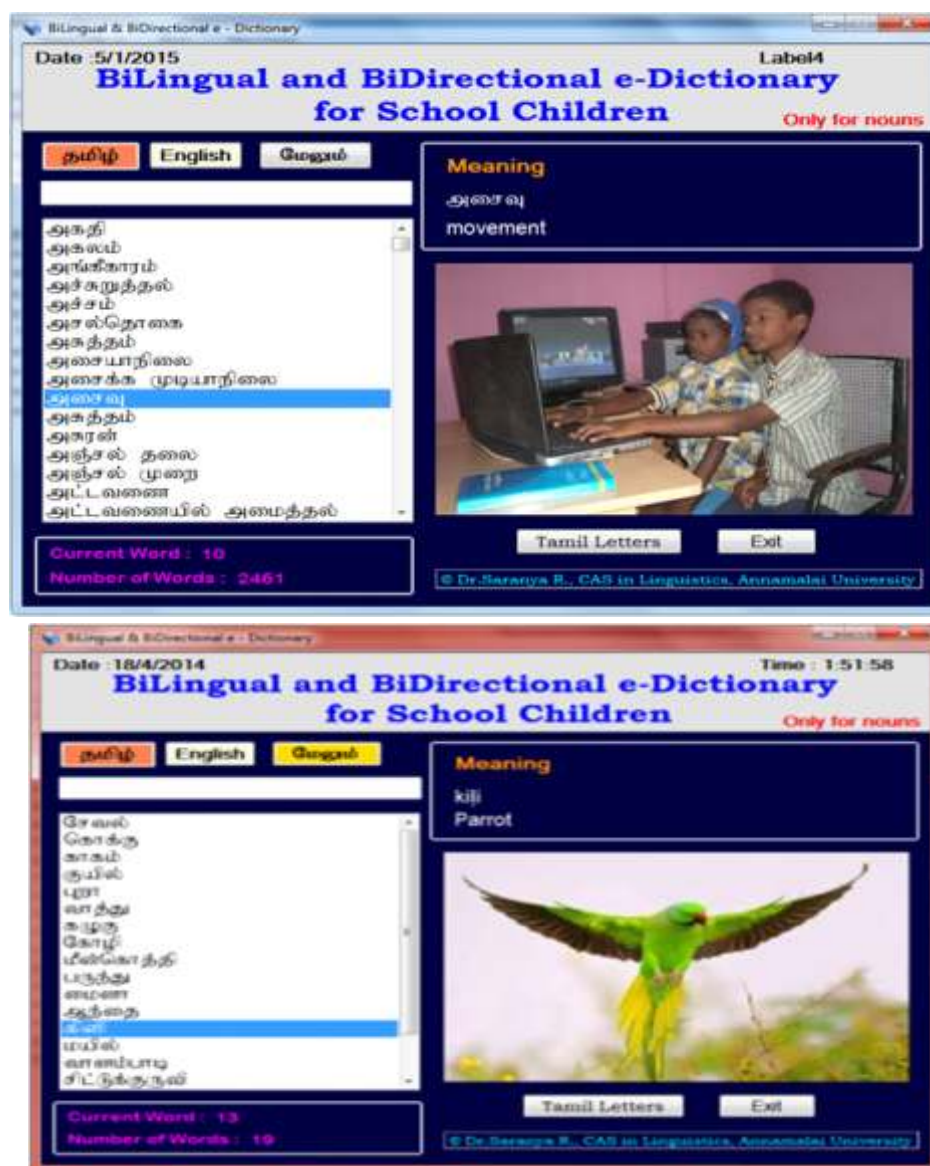 BiLingual & BiDirectional e - Dictionary
Date :5/1/2015 Label4
BiLingual and BiDirectional e-Dictionary
for School Children
Only for nouns
தமிழ் English மேலும்
Meaning
அசைவு
movement
அகதி
அகலம்
அங்கீகாரம்
அச்சுறுத்தல்
அச்சம்
அசல்தொகை
அசுத்தம்
அசையாநிலை
அசைக்க முடியாநிலை
அசைவு
அசுத்தம்
அசுரன்
அஞ்சல் தலை
அஞ்சல் முறை
அட்டவணை
அட்டவணையில் அமைத்தல்
Tamil Letters Exit
Current Word : 10
Number of Words : 2461
© Dr.Saranya R., CAS in Linguistics, Annamalai University
BiLingual & BiDirectional e - Dictionary
Date :18/4/2014 Time : 1:51:58
BiLingual and BiDirectional e-Dictionary
for School Children
Only for nouns
தமிழ் English மேலும்
Meaning
kiḷi
Parrot
சேவல்
கொக்கு
காகம்
குயில்
புறா
வாத்து
கழுகு
கோழி
மீன்கொத்தி
பருந்து
மைனா
ஆந்தை
கிளி
மயில்
வானம்பாடி
சிட்டுக்குருவி
Tamil Letters Exit
Current Word : 13
Number of Words : 19
© Dr.Saranya R., CAS in Linguistics, Annamalai University